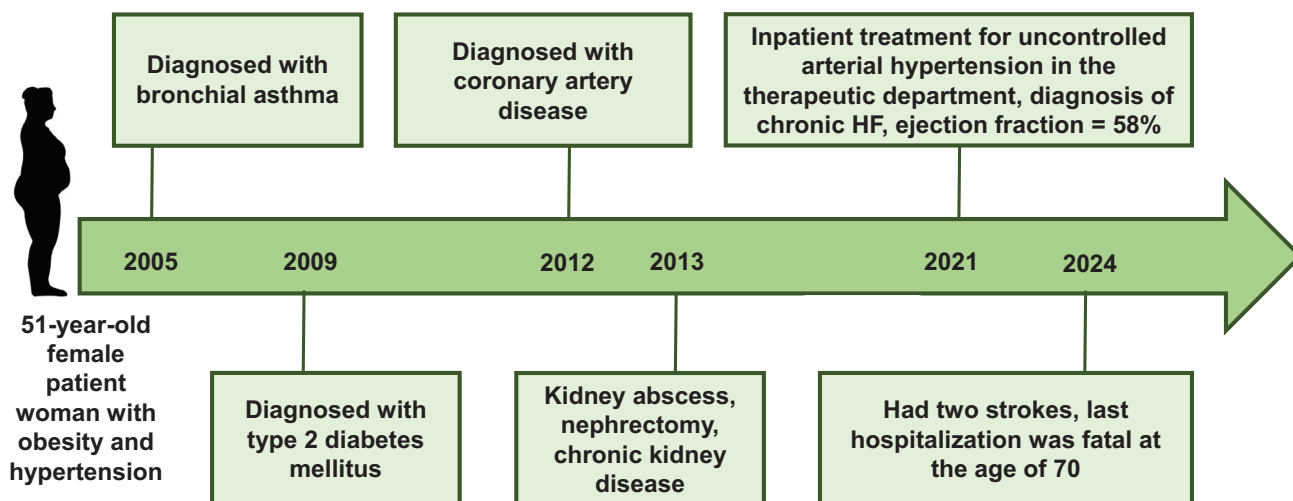 Diagnosed with
bronchial asthma
Diagnosed with
coronary artery
disease
Inpatient treatment for uncontrolled
arterial hypertension in the
therapeutic department, diagnosis of
chronic HF, ejection fraction = 58%
2005
2009
2012
2013
2021
2024
51-year-old
female
patient
woman with
obesity and
hypertension
Diagnosed with
type 2 diabetes
mellitus
Kidney abscess,
nephrectomy,
chronic kidney
disease
Had two strokes, last
hospitalization was fatal at
the age of 70